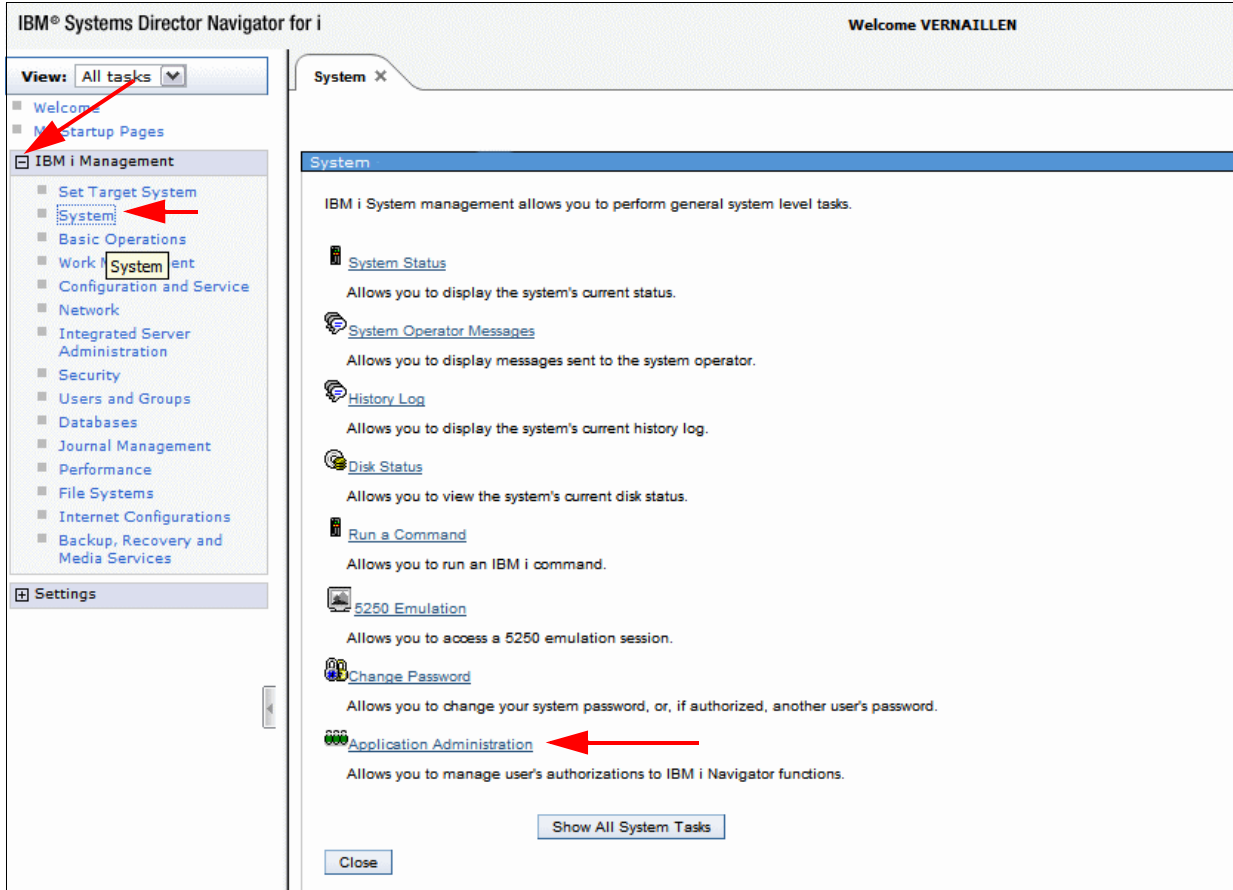 IBM® Systems Director Navigator for i
Welcome VERNAILLEN
View: All tasks
Welcome
Startup Pages
IBM i Management
Set Target System
System
Basic Operations
Work
System
Configuration and Service
Network
Integrated Server
Administration
Security
Users and Groups
Databases
Journal Management
Performance
File Systems
Internet Configurations
Backup, Recovery and
Media Services
Settings
System
System
IBM i System management allows you to perform general system level tasks.
System Status
Allows you to display the system's current status.
System Operator Messages
Allows you to display messages sent to the system operator.
History Log
Allows you to display the system's current history log.
Disk Status
Allows you to view the system's current disk status.
Run a Command
Allows you to run an IBM i command.
5250 Emulation
Allows you to access a 5250 emulation session.
Change Password
Allows you to change your system password, or, if authorized, another user's password.
Application Administration
Allows you to manage user's authorizations to IBM i Navigator functions.
Show All System Tasks
Close